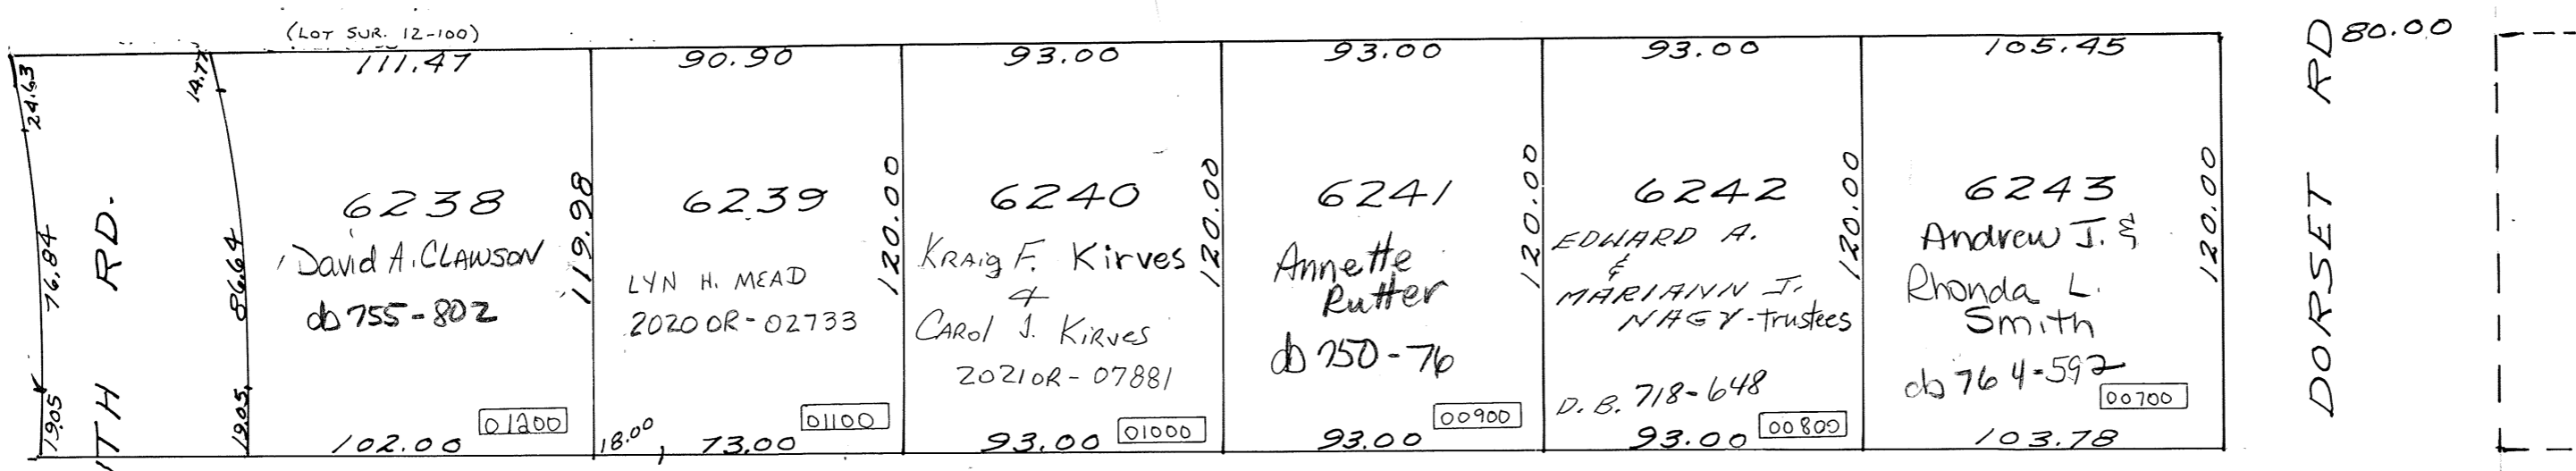 (LOT SUR. 12-100)
24.63
76.84
19.05
ITH RD.
14.77
86.64
19.05
111.47
6238
David A. CLAWSON
db 755-802
01200
102.00
119.98
90.90
6239
LYN H. MEAD
2020 OR-02733
01100
18.00, 73.00
120.00
93.00
6240
KRAig F. Kirves
&
CAROl J. KiRves
2021OR-07881
01000
93.00
120.00
93.00
6241
Annette
Rutter
db 750-76
00900
93.00
120.00
93.00
6242
EDWARD A.
&
MARIANN J.
NAGY-trustees
D.B. 718-648
00800
93.00
120.00
105.45
6243
Andrew J. &
Rhonda L.
Smith
db 764-592
00700
103.78
120.00
DORSET RD
80.00